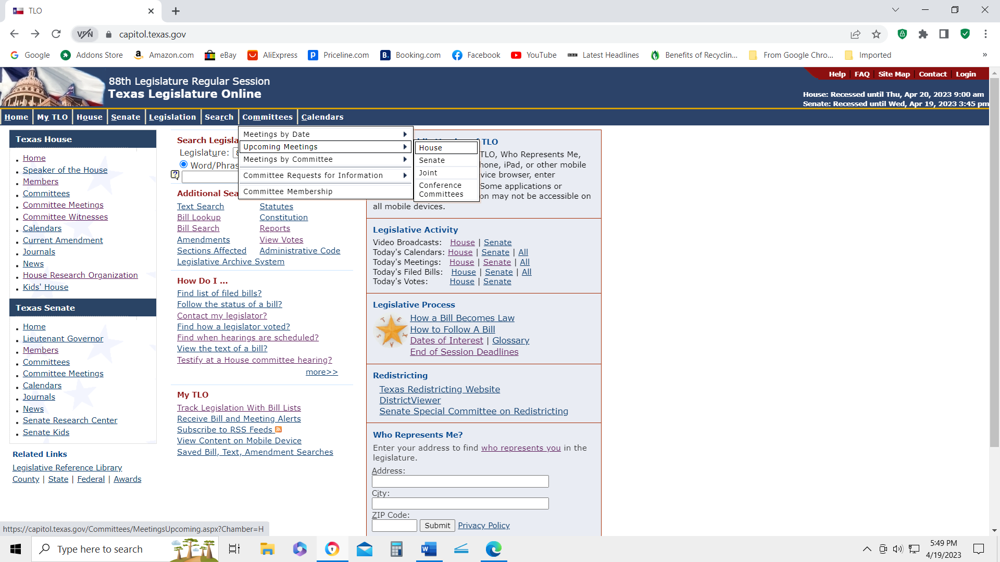 TLO
VPN
capitol.texas.gov
Google
Addons Store
Amazon.com
eBay
AliExpress
Priceline.com
Booking.com
Facebook
YouTube
BBC Latest Headlines
Benefits of Recyclin...
From Google Chro...
Imported
»
88th Legislature Regular Session
Texas Legislature Online
Help | FAQ | Site Map | Contact | Login
House: Recessed until Thu, Apr 20, 2023 9:00 am
Senate: Recessed until Wed, Apr 19, 2023 3:45 pm
Home
My TLO
House
Senate
Legislation
Search
Committees
Calendars
Meetings by Date
Upcoming Meetings
Meetings by Committee
Committee Requests for Information
Committee Membership
House
Senate
Joint
Conference
Committees
Texas House
Home
Speaker of the House
Members
Committees
Committee Meetings
Committee Witnesses
Calendars
Current Amendment
Journals
News
House Research Organization
Kids' House
Texas Senate
Home
Lieutenant Governor
Members
Committees
Committee Meetings
Calendars
Journals
News
Senate Research Center
Senate Kids
Related Links
Legislative Reference Library
County | State | Federal | Awards
Search Legisla
Legislature:
Word/Phras
?
Additional Sea
Text Search
Statutes
Bill Lookup
Constitution
Bill Search
Reports
Amendments
View Votes
Sections Affected
Administrative Code
Legislative Archive System
How Do I ...
Find list of filed bills?
Follow the status of a bill?
Contact my legislator?
Find how a legislator voted?
Find when hearings are scheduled?
View the text of a bill?
Testify at a House committee hearing?
more>>
My TLO
Track Legislation With Bill Lists
Receive Bill and Meeting Alerts
Subscribe to RSS Feeds
View Content on Mobile Device
Saved Bill, Text, Amendment Searches
TLO
TLO, Who Represents Me,
hone, iPad, or other mobile
vice browser, enter
Some applications or
on may not be accessible on
all mobile devices.
Legislative Activity
Video Broadcasts: House | Senate
Today's Calendars: House | Senate | All
Today's Meetings: House | Senate | All
Today's Filed Bills: House | Senate | All
Today's Votes: House | Senate
Legislative Process
TEXAS
How a Bill Becomes Law
How to Follow A Bill
Dates of Interest | Glossary
End of Session Deadlines
Redistricting
Texas Redistricting Website
DistrictViewer
Senate Special Committee on Redistricting
Who Represents Me?
Enter your address to find who represents you in the
legislature.
Address:
City:
ZIP Code:
Submit
Privacy Policy
https://capitol.texas.gov/Committees/MeetingsUpcoming.aspx?Chamber=H
Type here to search
5:49 PM
4/19/2023